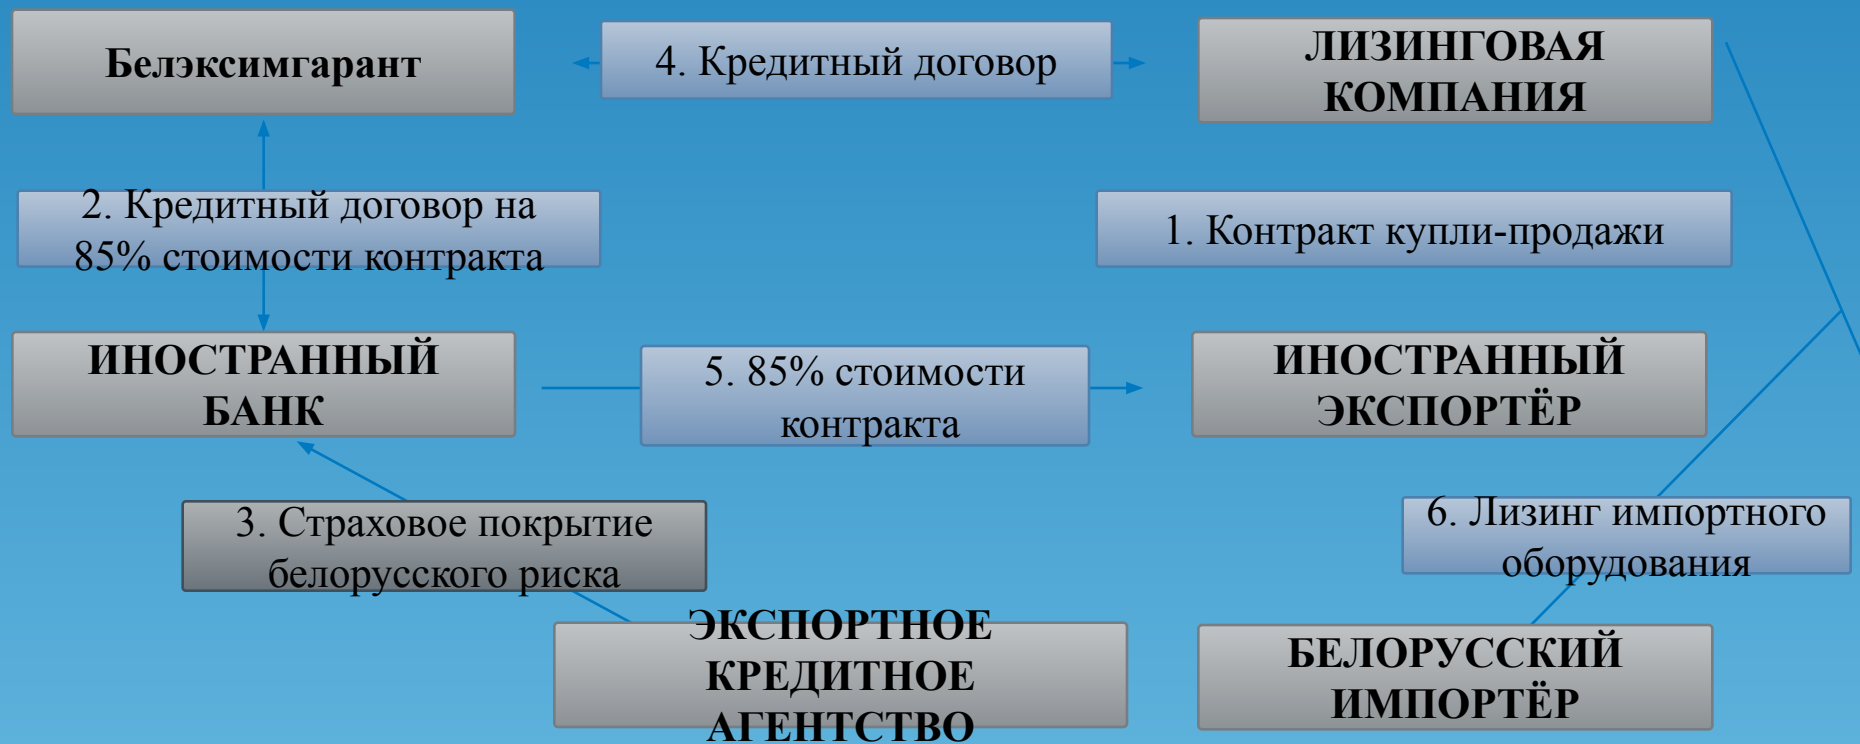 Белэксимгарант
4. Кредитный договор
ЛИЗИНГОВАЯ
КОМПАНИЯ
2. Кредитный договор на
85% стоимости контракта
1. Контракт купли-продажи
ИНОСТРАННЫЙ
БАНК
5. 85% стоимости
контракта
ИНОСТРАННЫЙ
ЭКСПОРТЁР
3. Страховое покрытие
белорусского риска
6. Лизинг импортного
оборудования
ЭКСПОРТНОЕ
КРЕДИТНОЕ
АГЕНТСТВО
БЕЛОРУССКИЙ
ИМПОРТЁР